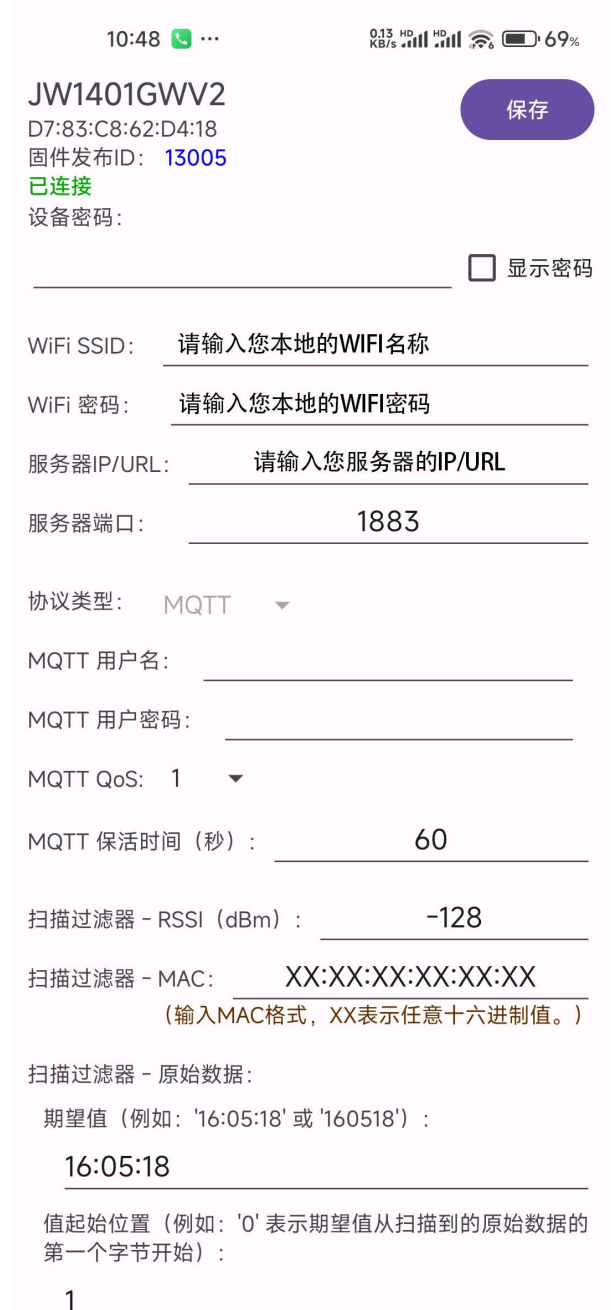 10:48 ... 0.13 KB/s HD HD 6 69%
JW1401GWV2
保存
D7:83:C8:62:D4:18
固件发布ID： 13005
已连接
设备密码：
显示密码
WiFi SSID： 请输入您本地的WIFI名称
WiFi 密码： 请输入您本地的WIFI密码
服务器IP/URL： 请输入您服务器的IP/URL
服务器端口： 1883
协议类型： MQTT
MQTT 用户名：
MQTT 用户密码：
MQTT QoS: 1
MQTT 保活时间（秒）： 60
扫描过滤器 – RSSI（dBm）： -128
扫描过滤器 – MAC： XX:XX:XX:XX:XX:XX
（输入MAC格式，XX表示任意十六进制值。）
扫描过滤器 – 原始数据：
期望值（例如：'16:05:18' 或 '160518'）：
16:05:18
值起始位置（例如：'0' 表示期望值从扫描到的原始数据的
第一个字节开始）：
1